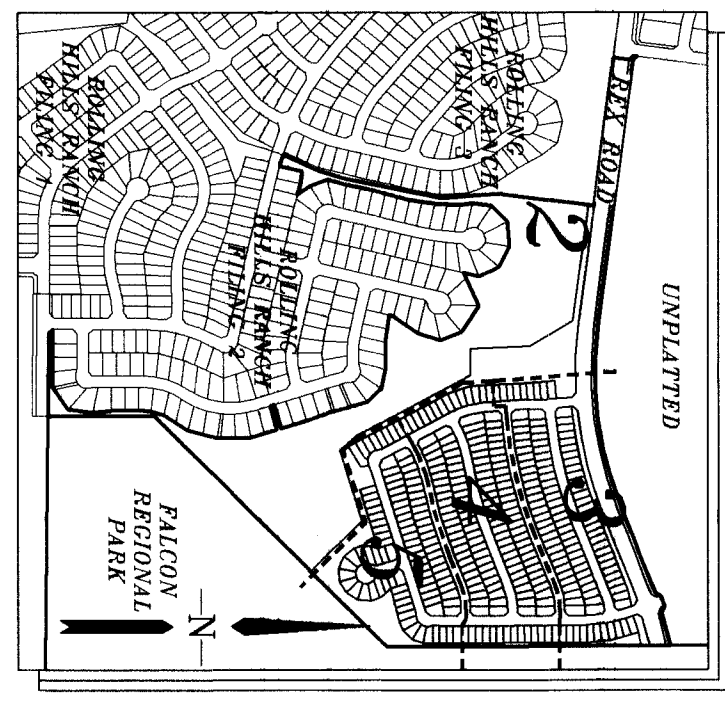 ROLLING
HILLS RANCH
FILING 1
ROLLING
HILLS RANCH
FILING 3
REX ROAD
2
UNPLATTED
ROLLING
HILLS RANCH
FILING 2
1
3
4
5
FALCON
REGIONAL
PARK
N